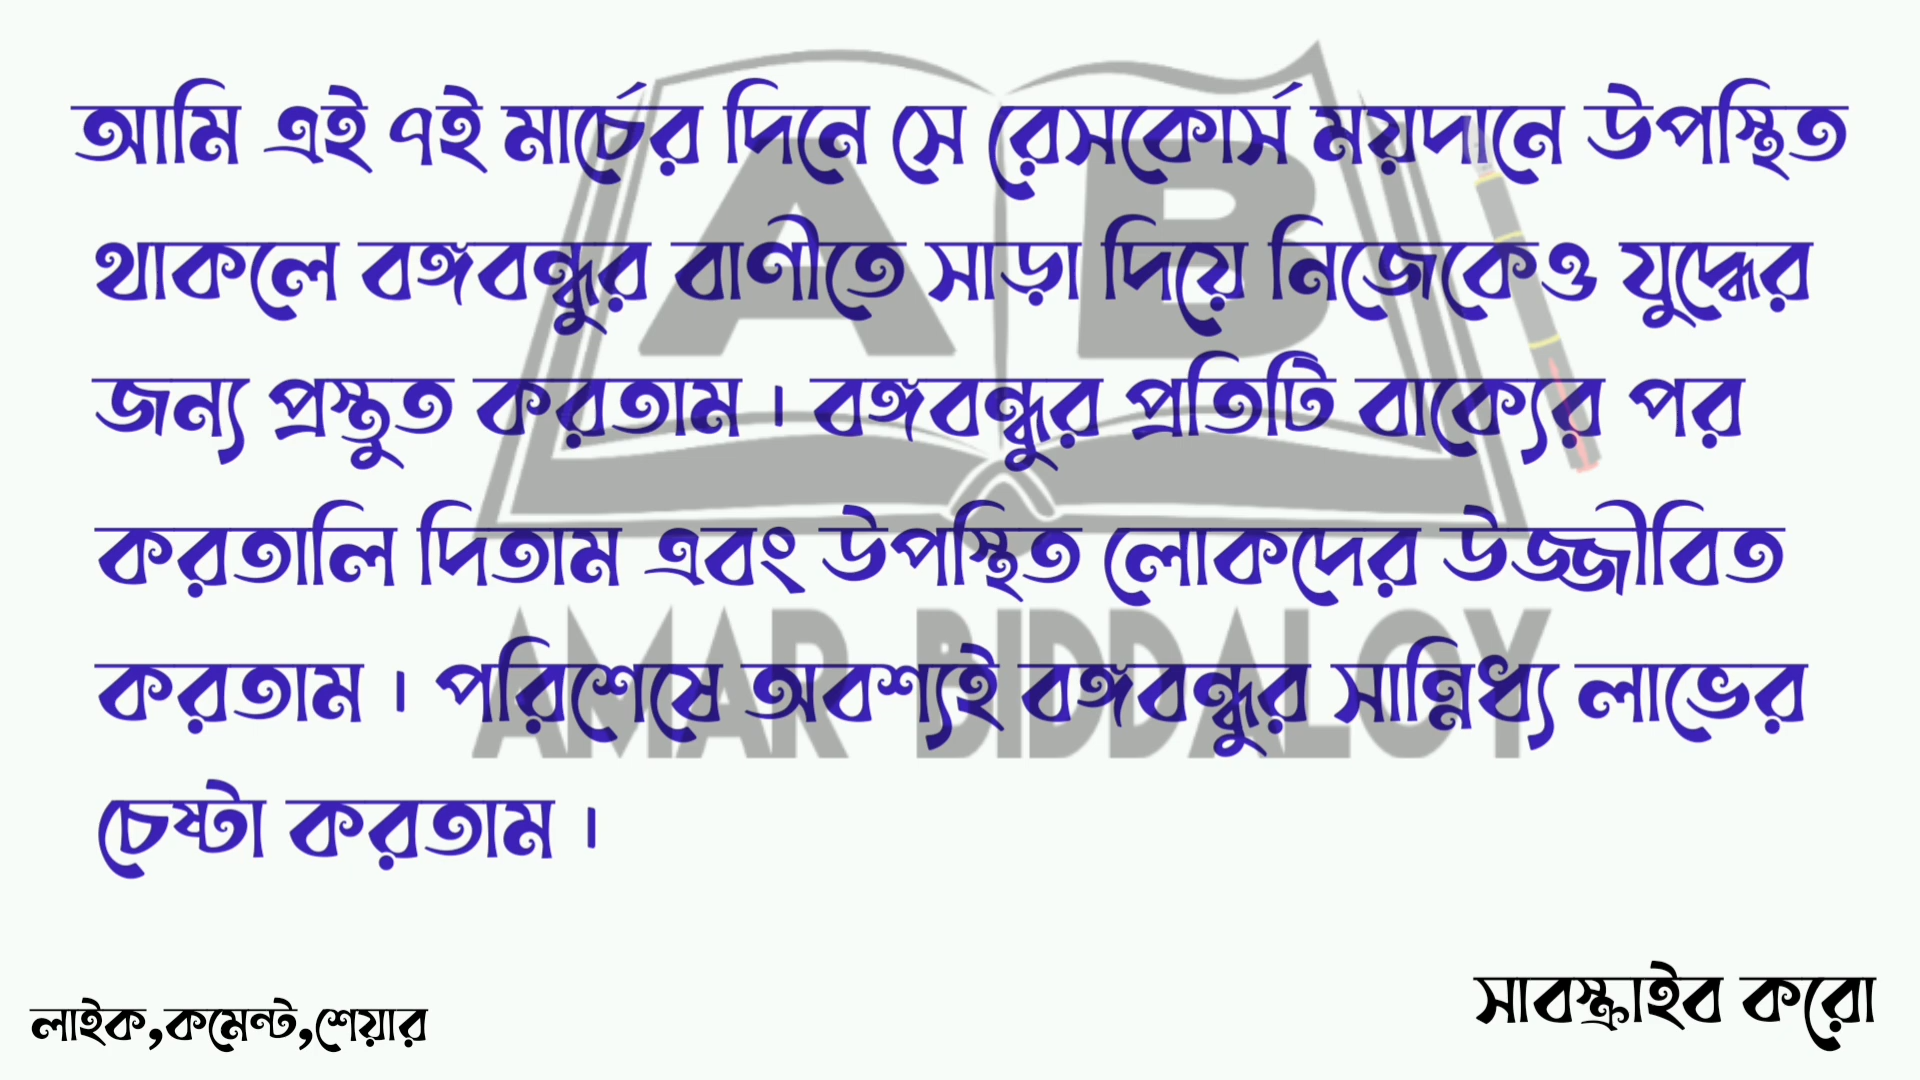 আমি এই ৭ই মার্চের দিনে সে রেসকোর্স ময়দানে উপস্থিত
থাকলে বঙ্গবন্ধুর বাণীতে সাড়া দিয়ে নিজেকেও যুদ্ধের
জন্য প্রস্তুত করতাম । বঙ্গবন্ধুর প্রতিটি বাক্যের পর
করতালি দিতাম এবং উপস্থিত লোকদের উজ্জীবিত
করতাম । পরিশেষে অবশ্যই বঙ্গবন্ধুর সান্নিধ্য লাভের
চেষ্টা করতাম ।
AB
AMAR BIDDALOY
লাইক,কমেন্ট,শেয়ার
সাবস্ক্রাইব করো